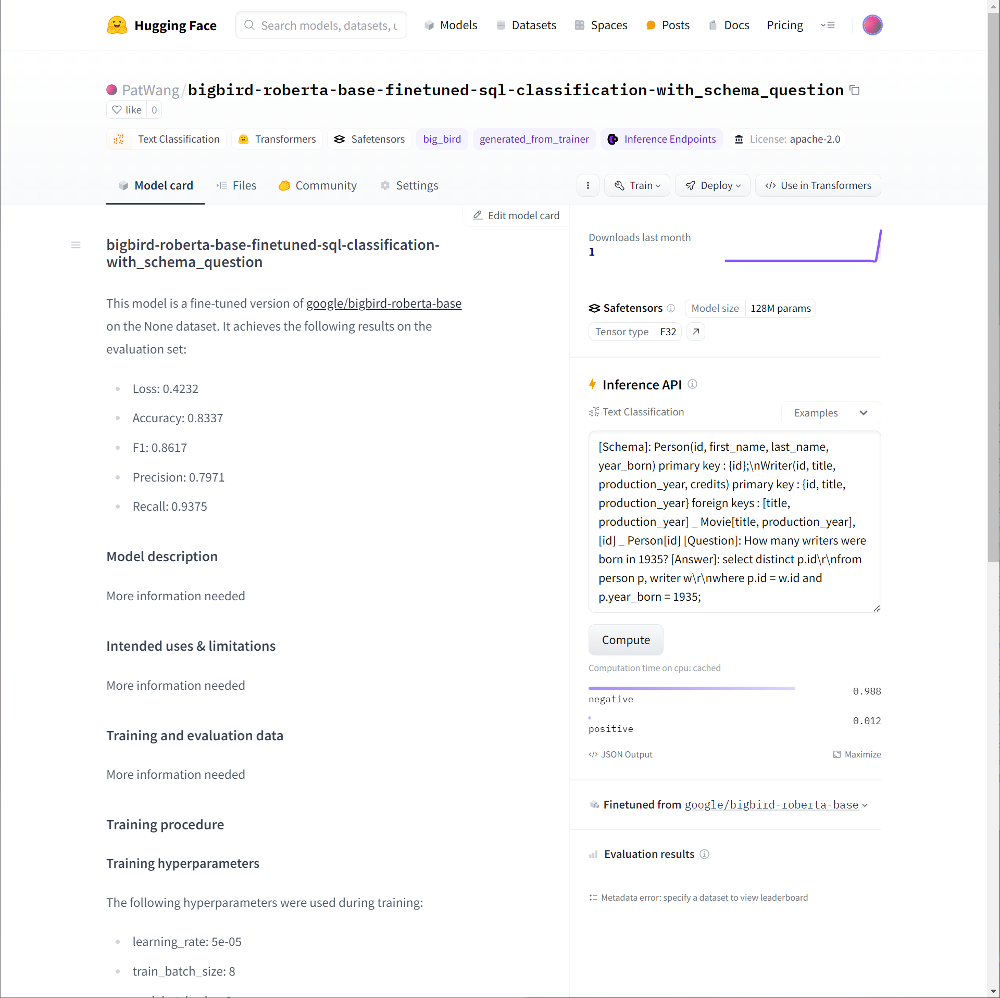 Hugging Face
Search models, datasets, u
Models
Datasets
Spaces
Posts
Docs
Pricing
PatWang/bigbird-roberta-base-finetuned-sql-classification-with_schema_question
like 0
Text Classification
Transformers
Safetensors
big_bird
generated_from_trainer
Inference Endpoints
License: apache-2.0
Model card
Files
Community
Settings
Train
Deploy
</> Use in Transformers
Edit model card
bigbird-roberta-base-finetuned-sql-classification-
with_schema_question
This model is a fine-tuned version of google/bigbird-roberta-base
on the None dataset. It achieves the following results on the
evaluation set:
Loss: 0.4232
Accuracy: 0.8337
F1: 0.8617
Precision: 0.7971
Recall: 0.9375
Model description
More information needed
Intended uses & limitations
More information needed
Training and evaluation data
More information needed
Training procedure
Training hyperparameters
The following hyperparameters were used during training:
learning_rate: 5e-05
train_batch_size: 8
Downloads last month
1
Safetensors
Model size 128M params
Tensor type F32
Inference API
Text Classification
Examples
[Schema]: Person(id, first_name, last_name,
year_born) primary key : {id};\nWriter(id, title,
production_year, credits) primary key : {id, title,
production_year} foreign keys : [title,
production_year] _ Movie[title, production_year],
[id] _ Person[id] [Question]: How many writers were
born in 1935? [Answer]: select distinct p.id\r\nfrom
person p, writer w\r\nwhere p.id = w.id and
p.year_born = 1935;
Compute
Computation time on cpu: cached
negative 0.988
positive 0.012
</> JSON Output
Maximize
Finetuned from google/bigbird-roberta-base
Evaluation results
Metadata error: specify a dataset to view leaderboard